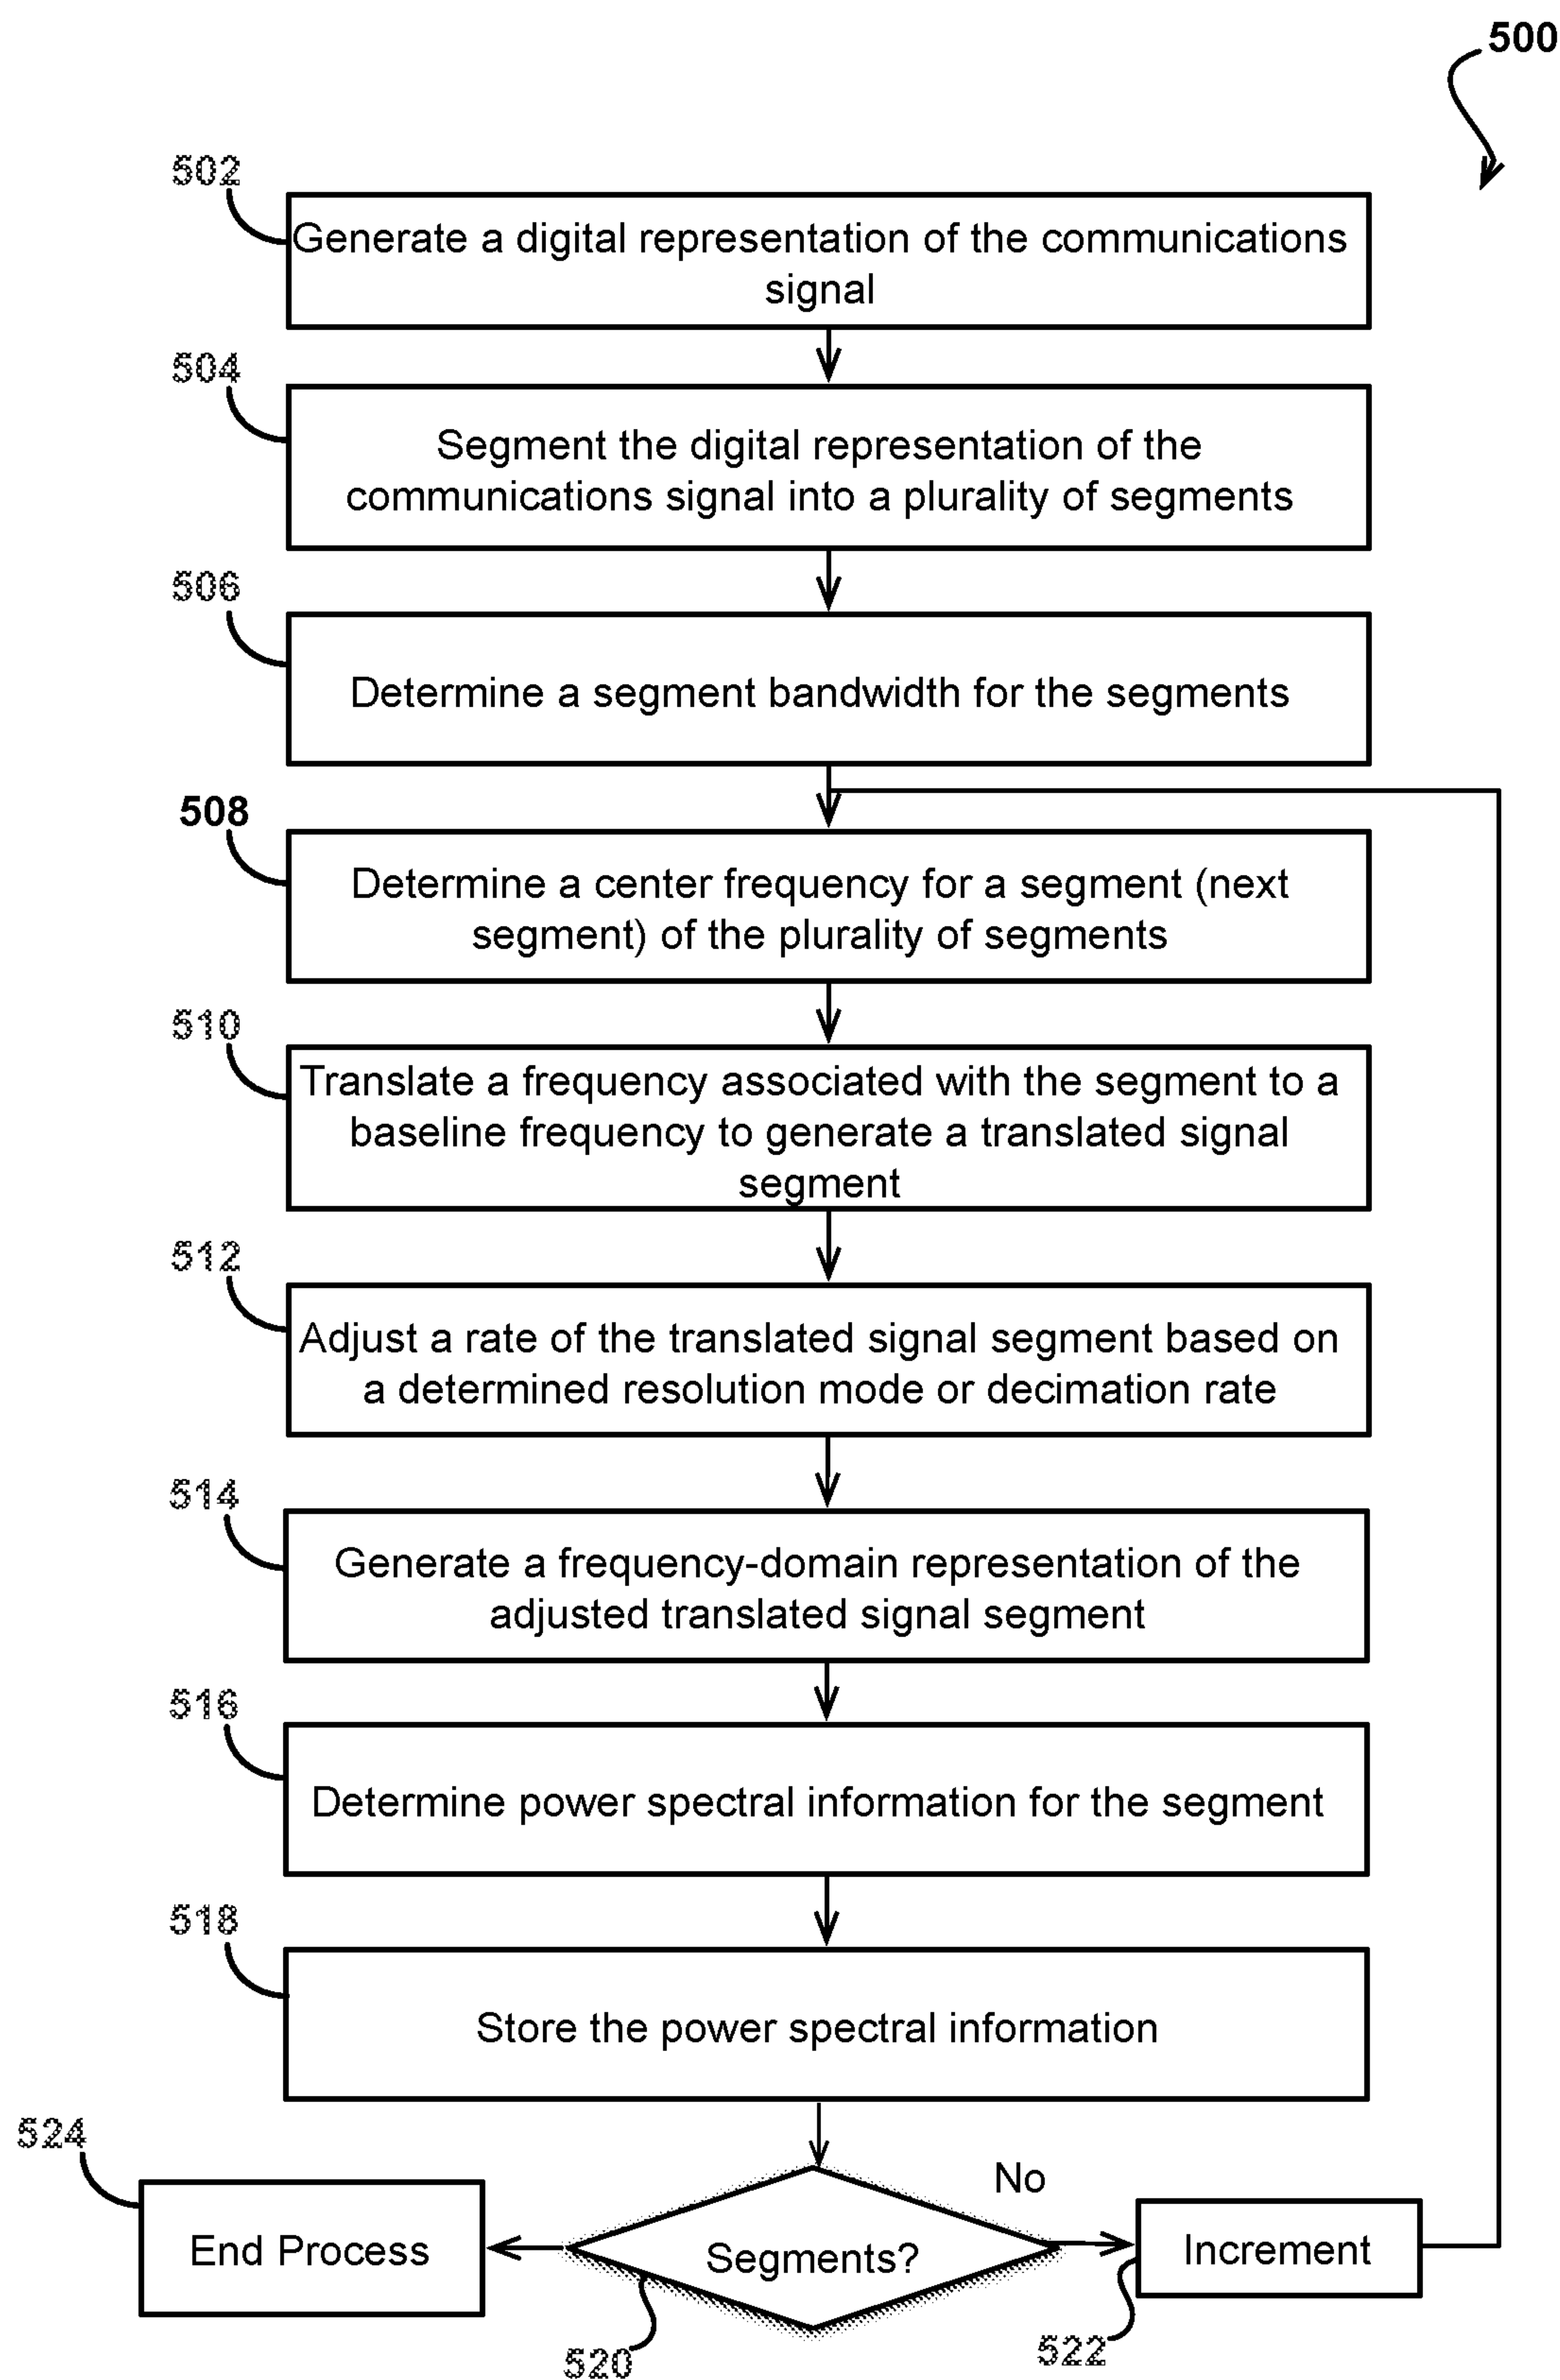 500
502
Generate a digital representation of the communications
signal
504
Segment the digital representation of the
communications signal into a plurality of segments
506
Determine a segment bandwidth for the segments
508
Determine a center frequency for a segment (next
segment) of the plurality of segments
510
Translate a frequency associated with the segment to a
baseline frequency to generate a translated signal
segment
512
Adjust a rate of the translated signal segment based on
a determined resolution mode or decimation rate
514
Generate a frequency-domain representation of the
adjusted translated signal segment
516
Determine power spectral information for the segment
518
Store the power spectral information
524
End Process
Segments?
No
Increment
520
522